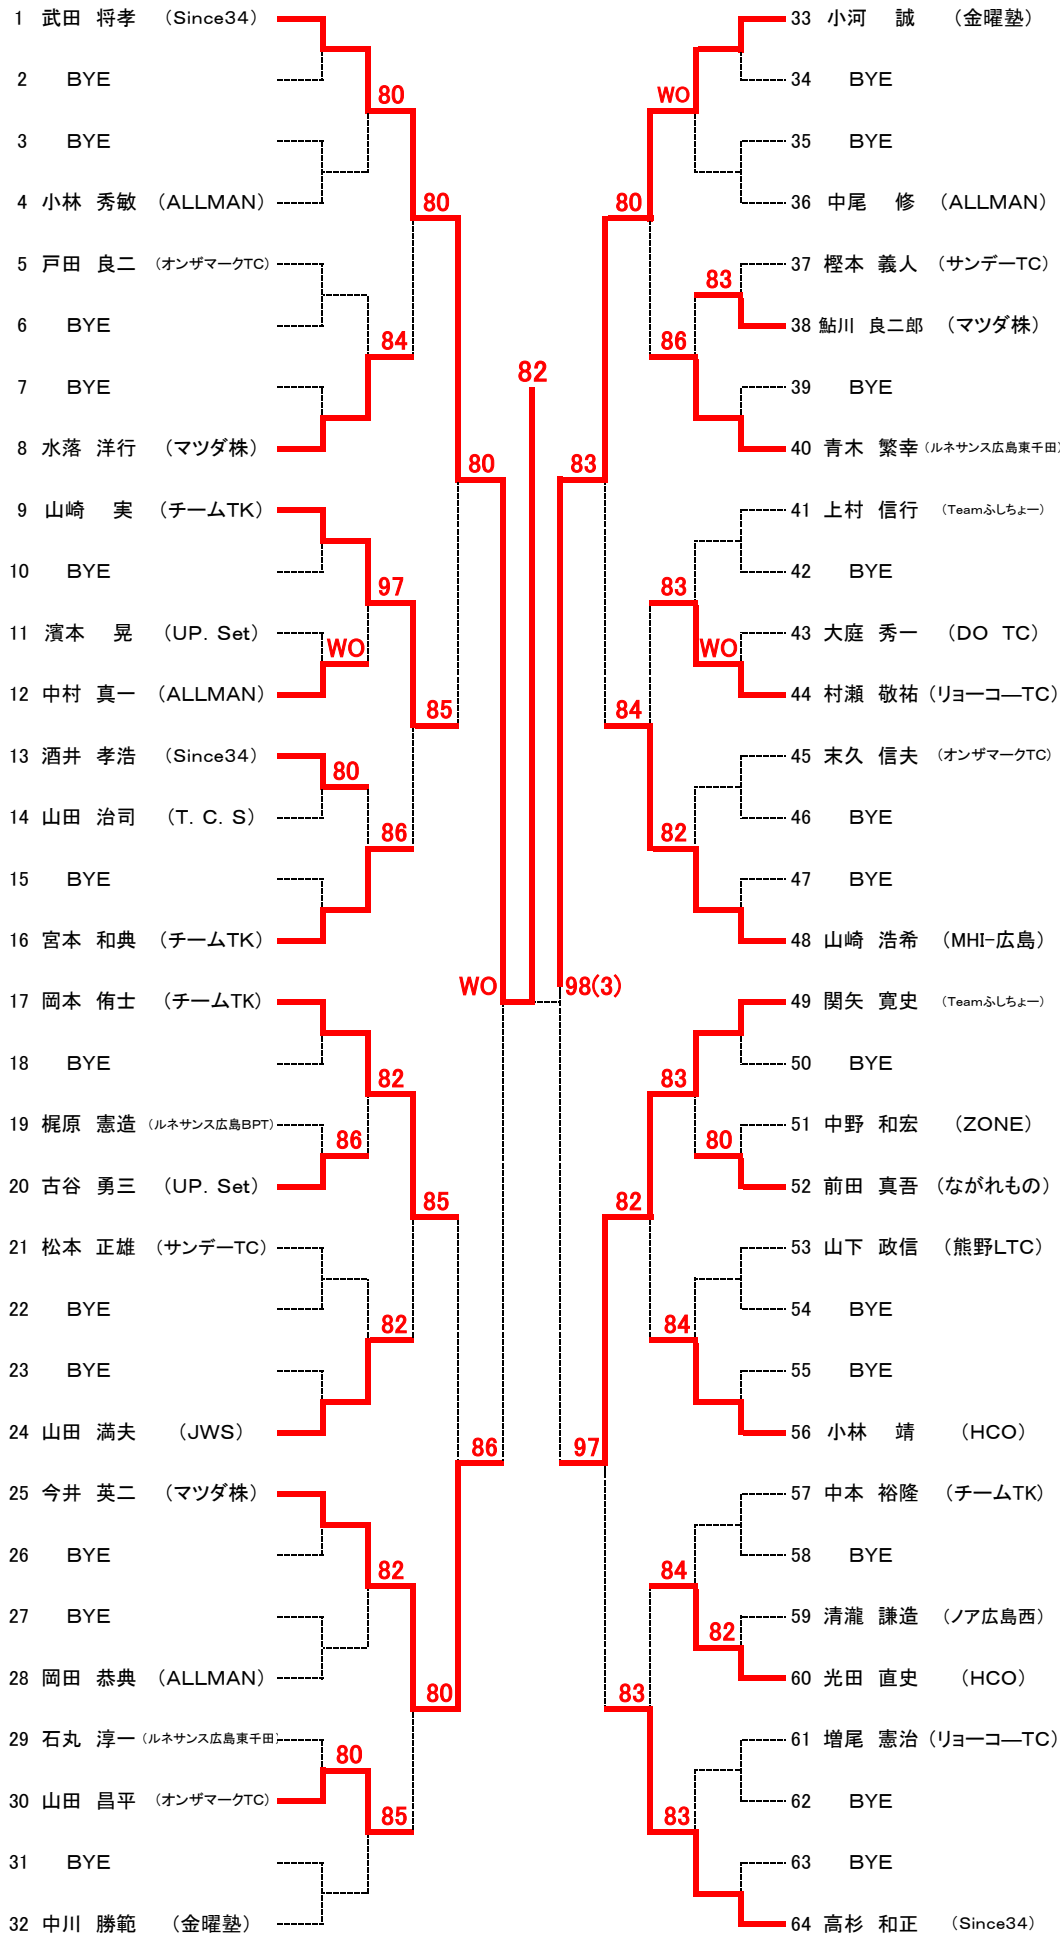 1 武田 将孝 (Since34)
2 BYE
80
3 BYE
4 小林 秀敏 (ALLMAN)
80
5 戸田 良二 (オンザマークTC)
6 BYE
84
7 BYE
8 水落 洋行 (マツダ株)
80
9 山崎 実 (チームTK)
10 BYE
97
11 濱本 晃 (UP. Set)
WO
12 中村 真一 (ALLMAN)
85
13 酒井 孝浩 (Since34)
80
14 山田 治司 (T. C. S)
86
15 BYE
16 宮本 和典 (チームTK)
WO
17 岡本 侑士 (チームTK)
18 BYE
82
19 梶原 憲造 (ルネサンス広島BPT)
86
20 古谷 勇三 (UP. Set)
85
21 松本 正雄 (サンデーTC)
22 BYE
82
23 BYE
24 山田 満夫 (JWS)
86
25 今井 英二 (マツダ株)
26 BYE
82
27 BYE
28 岡田 恭典 (ALLMAN)
80
29 石丸 淳一 (ルネサンス広島東千田)
80
30 山田 昌平 (オンザマークTC)
85
31 BYE
32 中川 勝範 (金曜塾)
82
33 小河 誠 (金曜塾)
34 BYE
WO
35 BYE
36 中尾 修 (ALLMAN)
80
37 樫本 義人 (サンデーTC)
83
38 鮎川 良二郎 (マツダ株)
86
39 BYE
40 青木 繁幸 (ルネサンス広島東千田)
83
41 上村 信行 (Teamふしちょー)
42 BYE
83
43 大庭 秀一 (DO TC)
WO
44 村瀬 敬祐 (リョーコ―TC)
84
45 末久 信夫 (オンザマークTC)
46 BYE
82
47 BYE
48 山崎 浩希 (MHI-広島)
98(3)
49 関矢 寛史 (Teamふしちょー)
50 BYE
83
51 中野 和宏 (ZONE)
80
52 前田 真吾 (ながれもの)
82
53 山下 政信 (熊野LTC)
54 BYE
84
55 BYE
56 小林 靖 (HCO)
97
57 中本 裕隆 (チームTK)
58 BYE
84
59 清瀧 謙造 (ノア広島西)
82
60 光田 直史 (HCO)
83
61 増尾 憲治 (リョーコ―TC)
62 BYE
83
63 BYE
64 高杉 和正 (Since34)